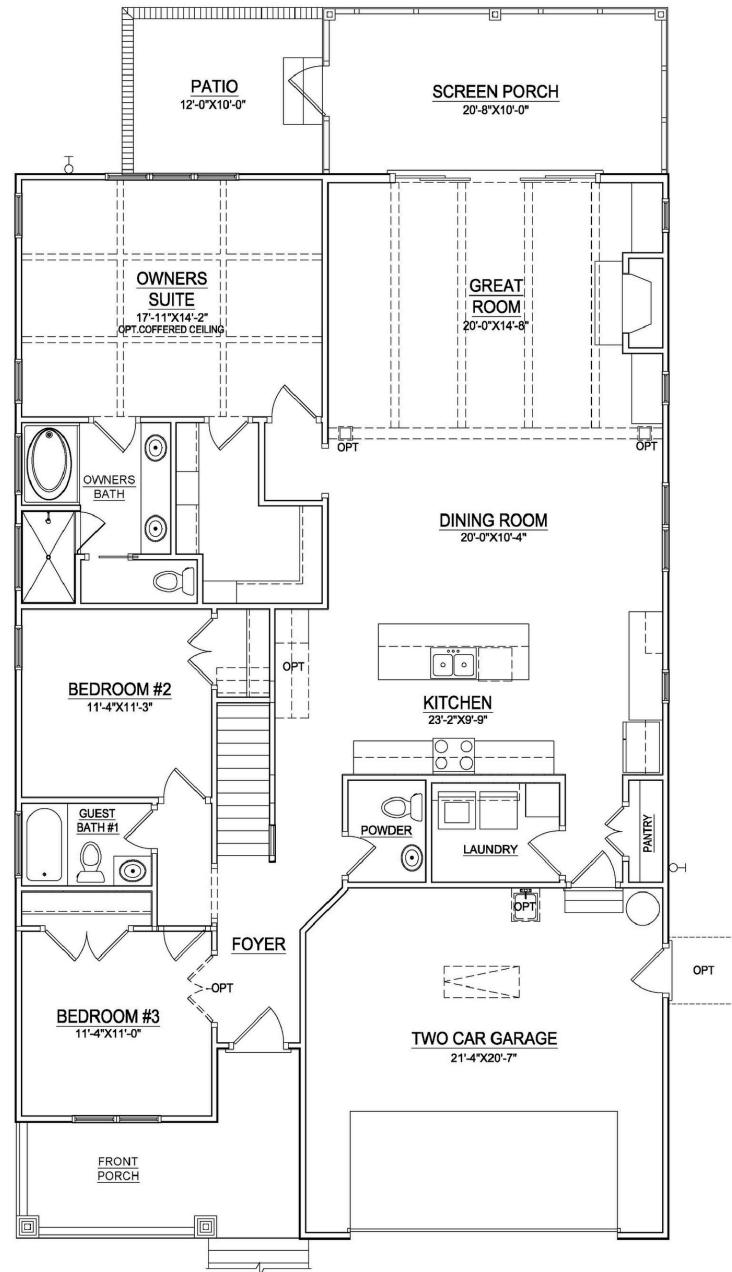 PATIO
12'-0"X10'-0"
SCREEN PORCH
20'-8"X10'-0"
OWNERS
SUITE
17'-11"X14'-2"
OPT.COFFERED CEILING
GREAT
ROOM
20'-0"X14'-8"
OPT
OPT
OWNERS
BATH
DINING ROOM
20'-0"X10'-4"
OPT
BEDROOM #2
11'-4"X11'-3"
KITCHEN
23'-2"X9'-9"
GUEST
BATH #1
POWDER
LAUNDRY
PANTRY
OPT
FOYER
OPT
OPT
BEDROOM #3
11'-4"X11'-0"
TWO CAR GARAGE
21'-4"X20'-7"
FRONT
PORCH